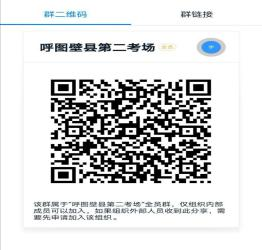 群二维码 群链接
呼图壁县第二考场
该群属于“呼图壁县第二考场”全员群，仅组织内部
成员可以加入，如果组织外部人员收到此分享，需
要先申请加入该组织。